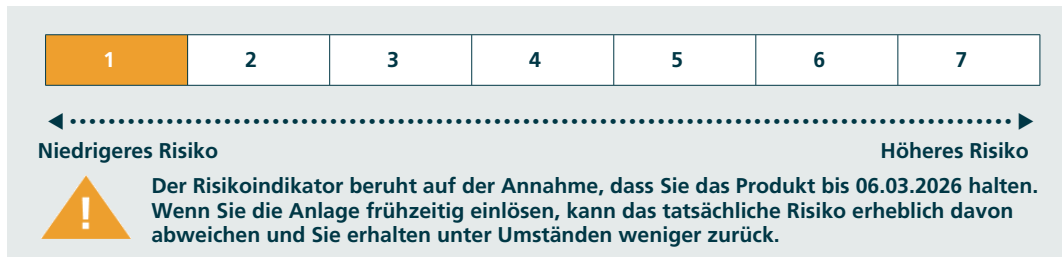 1 2 3 4 5 6 7
Niedrigeres Risiko Höheres Risiko
Der Risikoindikator beruht auf der Annahme, dass Sie das Produkt bis 06.03.2026 halten.
Wenn Sie die Anlage frühzeitig einlösen, kann das tatsächliche Risiko erheblich davon
abweichen und Sie erhalten unter Umständen weniger zurück.